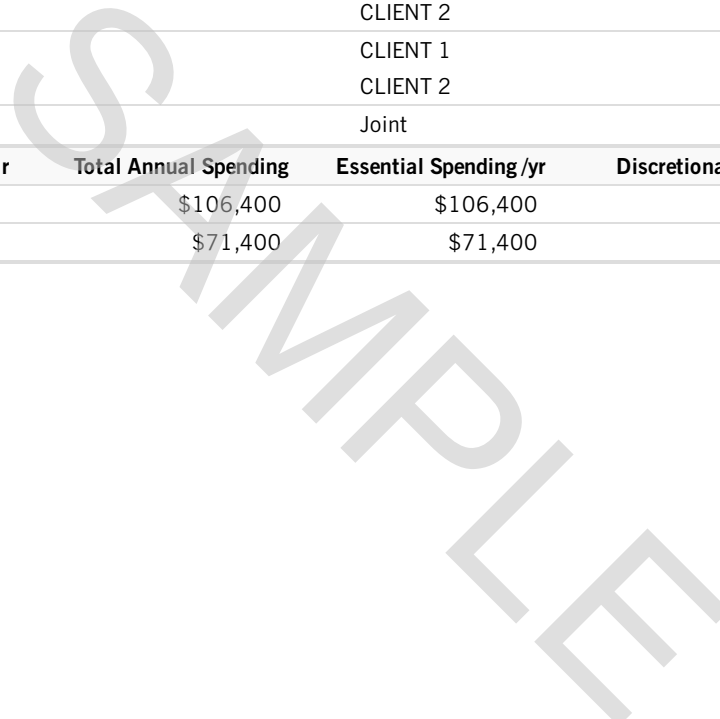 CLIENT 2
CLIENT 1
CLIENT 2
Joint
r Total Annual Spending Essential Spending /yr Discretiona
$106,400 $106,400
$71,400 $71,400
SAMPLE